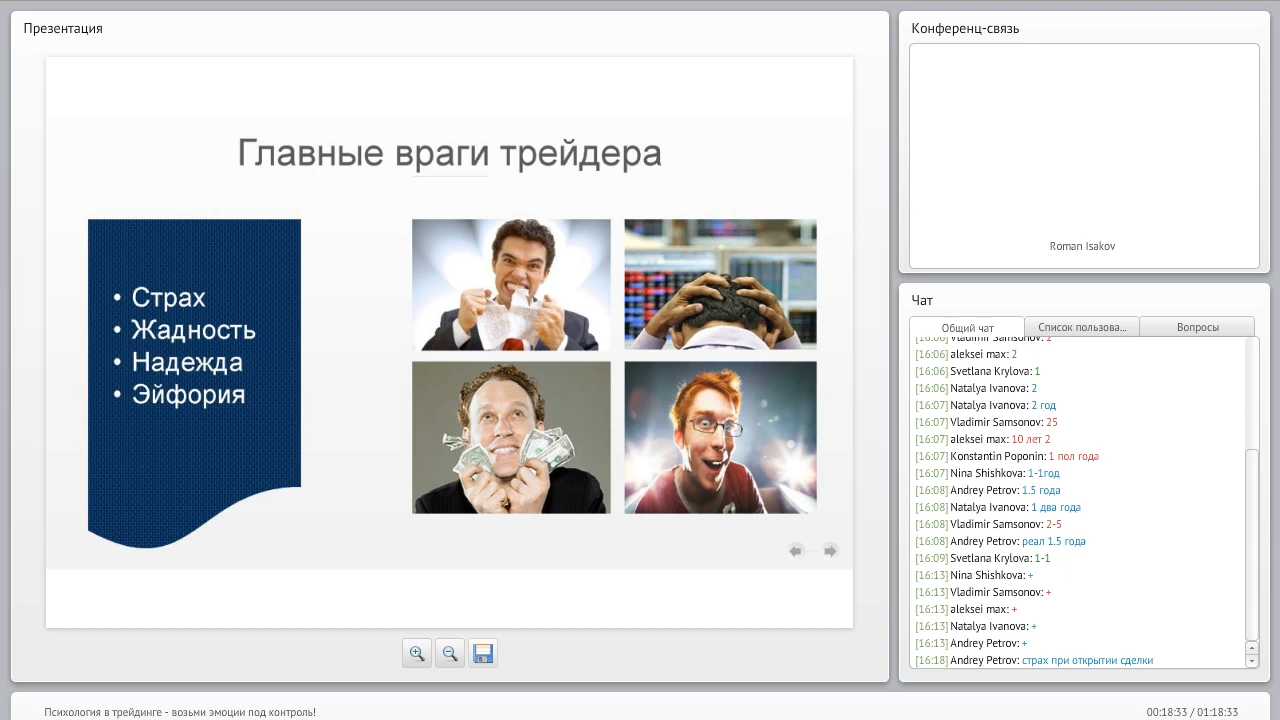 Презентация
Главные враги трейдера
• Страх
• Жадность
• Надежда
• Эйфория
Конференц-связь
Roman Isakov
Чат
Общий чат
Список пользова...
Вопросы
[16:06] Vladimir Samsonov: 2
[16:06] aleksei max: 2
[16:06] Svetlana Krylova: 1
[16:06] Natalya Ivanova: 2
[16:07] Natalya Ivanova: 2 год
[16:07] Vladimir Samsonov: 25
[16:07] aleksei max: 10 лет 2
[16:07] Konstantin Poponin: 1 пол года
[16:07] Nina Shishkova: 1-1год
[16:08] Andrey Petrov: 1.5 года
[16:08] Natalya Ivanova: 1 два года
[16:08] Vladimir Samsonov: 2-5
[16:08] Andrey Petrov: реал 1.5 года
[16:09] Svetlana Krylova: 1-1
[16:13] Nina Shishkova: +
[16:13] Vladimir Samsonov: +
[16:13] aleksei max: +
[16:13] Natalya Ivanova: +
[16:13] Andrey Petrov: +
[16:18] Andrey Petrov: страх при открытии сделки
Психология в трейдинге - возьми эмоции под контроль!
00:18:33 / 01:18:33